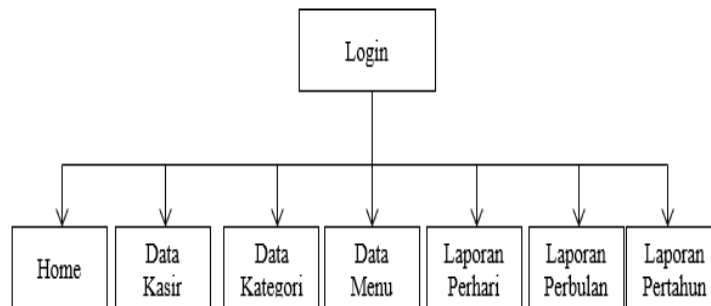 Login
Home
Data
Kasir
Data
Kategori
Data
Menu
Laporan
Perhari
Laporan
Perbulan
Laporan
Pertahun